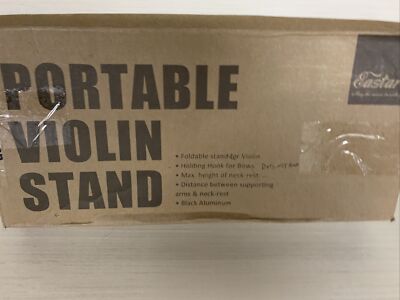 Eastar
PORTABLE
VIOLIN
STAND
• Foldable stand for Violin
• Holding Hook for Bows
• Max height of neck-rest
• Distance between supporting
arms & neck-rest
• Black Aluminum